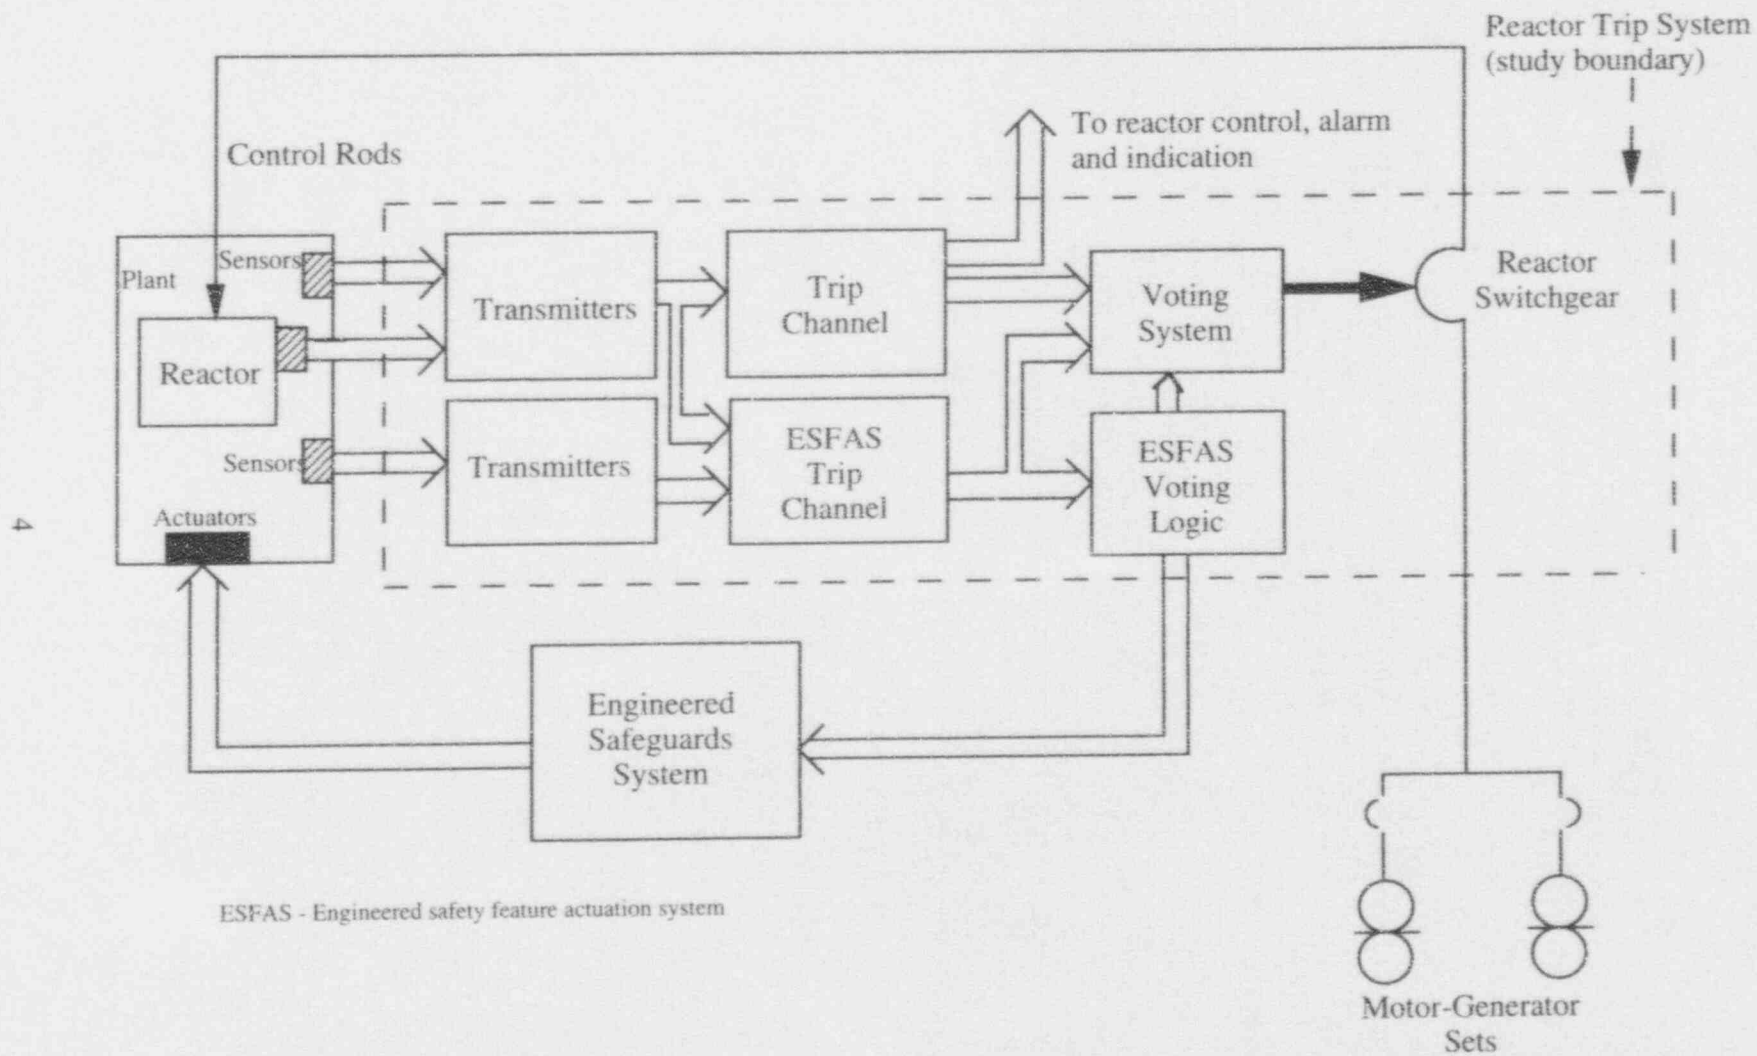 Reactor Trip System
(study boundary)
To reactor control, alarm
and indication
Control Rods
Sensors
Plant
Reactor
Sensors
Actuators
Transmitters
Transmitters
Trip
Channel
ESFAS
Trip
Channel
Voting
System
ESFAS
Voting
Logic
Reactor
Switchgear
4
Engineered
Safeguards
System
ESFAS - Engineered safety feature actuation system
Motor-Generator
Sets